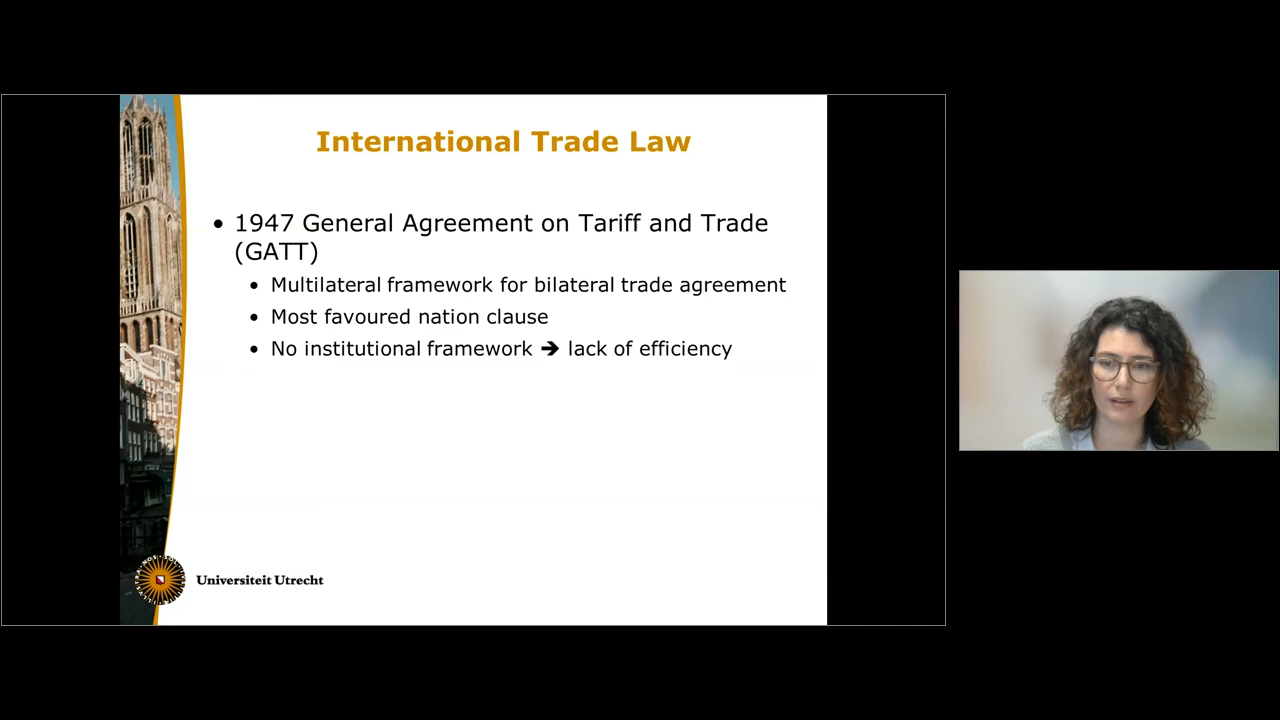 International Trade Law
• 1947 General Agreement on Tariff and Trade
(GATT)
• Multilateral framework for bilateral trade agreement
• Most favoured nation clause
• No institutional framework ➔ lack of efficiency
Universiteit Utrecht